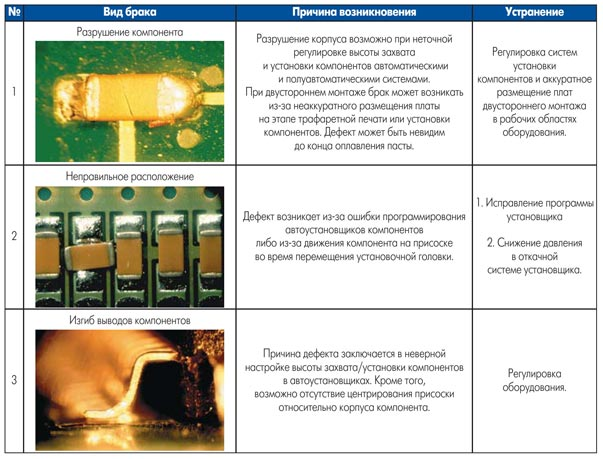 №
Вид брака
Причина возникновения
Устранение
1
Разрушение компонента
Разрушение корпуса возможно при неточной
регулировке высоты захвата
и установки компонентов автоматическими
и полуавтоматическими системами.
При двустороннем монтаже брак может возникать
из-за неаккуратного размещения платы
на этапе трафаретной печати или установки
компонентов. Дефект может быть невидим
до конца оплавления пасты.
Регулировка систем
установки
компонентов и аккуратное
размещение плат
двустороннего монтажа
в рабочих областях
оборудования.
2
Неправильное расположение
Дефект возникает из-за ошибки программирования
автоустановщиков компонентов
либо из-за движения компонента на присоске
во время перемещения установочной головки.
1. Исправление программы
установщика
2. Снижение давления
в откачной
системе установщика.
3
Изгиб выводов компонентов
Причина дефекта заключается в неверной
настройке высоты захвата/установки компонентов
в автоустановщиках. Кроме того,
возможно отсутствие центрирования присоски
относительно корпуса компонента.
Регулировка
оборудования.